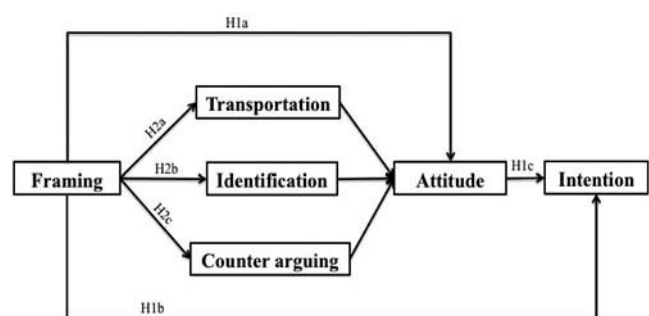 H1a
Transportation
H2a
Framing
H2b
Identification
Attitude
H1c
Intention
H2c
Counter arguing
H1b